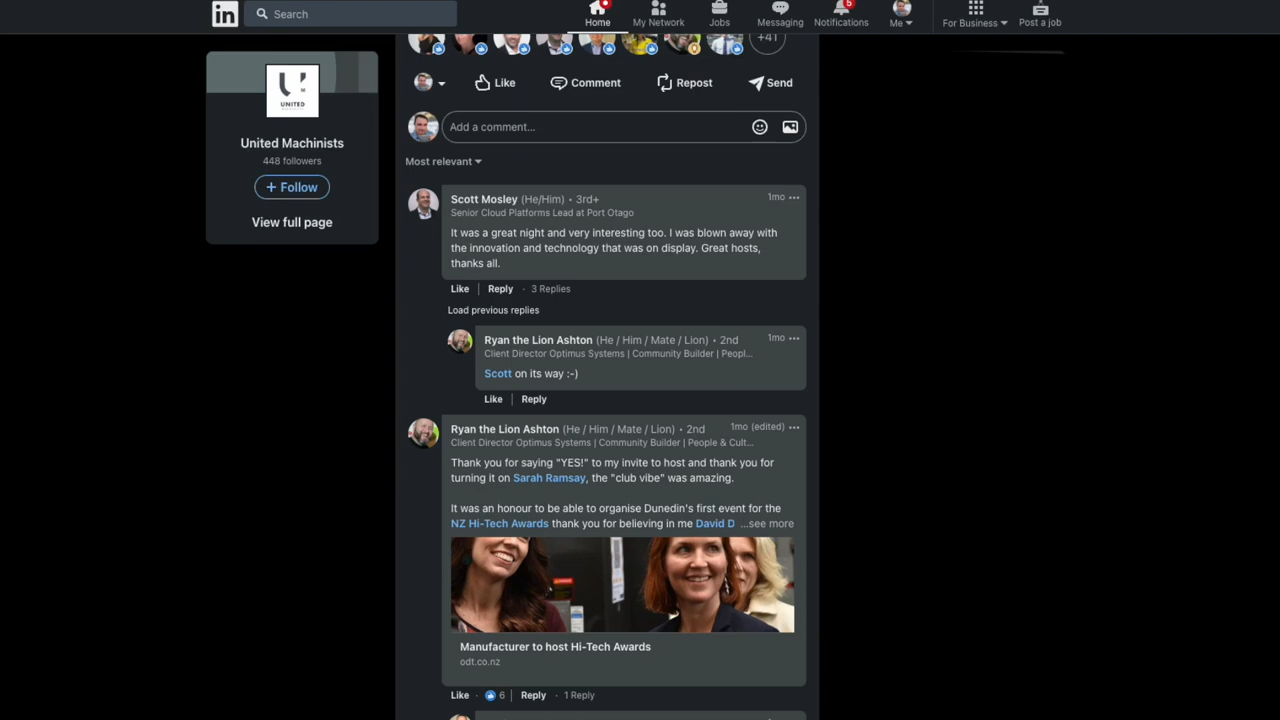 in
Search
Home
My Network
Jobs
Messaging
5
Notifications
Me
For Business
Post a job
+41
UNITED
United Machinists
448 followers
+ Follow
View full page
Like
Comment
Repost
Send
Add a comment...
Most relevant
Scott Mosley (He/Him) • 3rd+
1mo
Senior Cloud Platforms Lead at Port Otago
It was a great night and very interesting too. I was blown away with
the innovation and technology that was on display. Great hosts,
thanks all.
Like | Reply · 3 Replies
Load previous replies
Ryan the Lion Ashton (He / Him / Mate / Lion) • 2nd
1mo
Client Director Optimus Systems | Community Builder | Peopl...
Scott on its way :-)
Like | Reply
Ryan the Lion Ashton (He / Him / Mate / Lion) • 2nd
1mo (edited)
Client Director Optimus Systems | Community Builder | People & Cult...
Thank you for saying "YES!" to my invite to host and thank you for
turning it on Sarah Ramsay, the "club vibe" was amazing.
It was an honour to be able to organise Dunedin's first event for the
NZ Hi-Tech Awards thank you for believing in me David D ...see more
Manufacturer to host Hi-Tech Awards
odt.co.nz
Like · 6 | Reply · 1 Reply